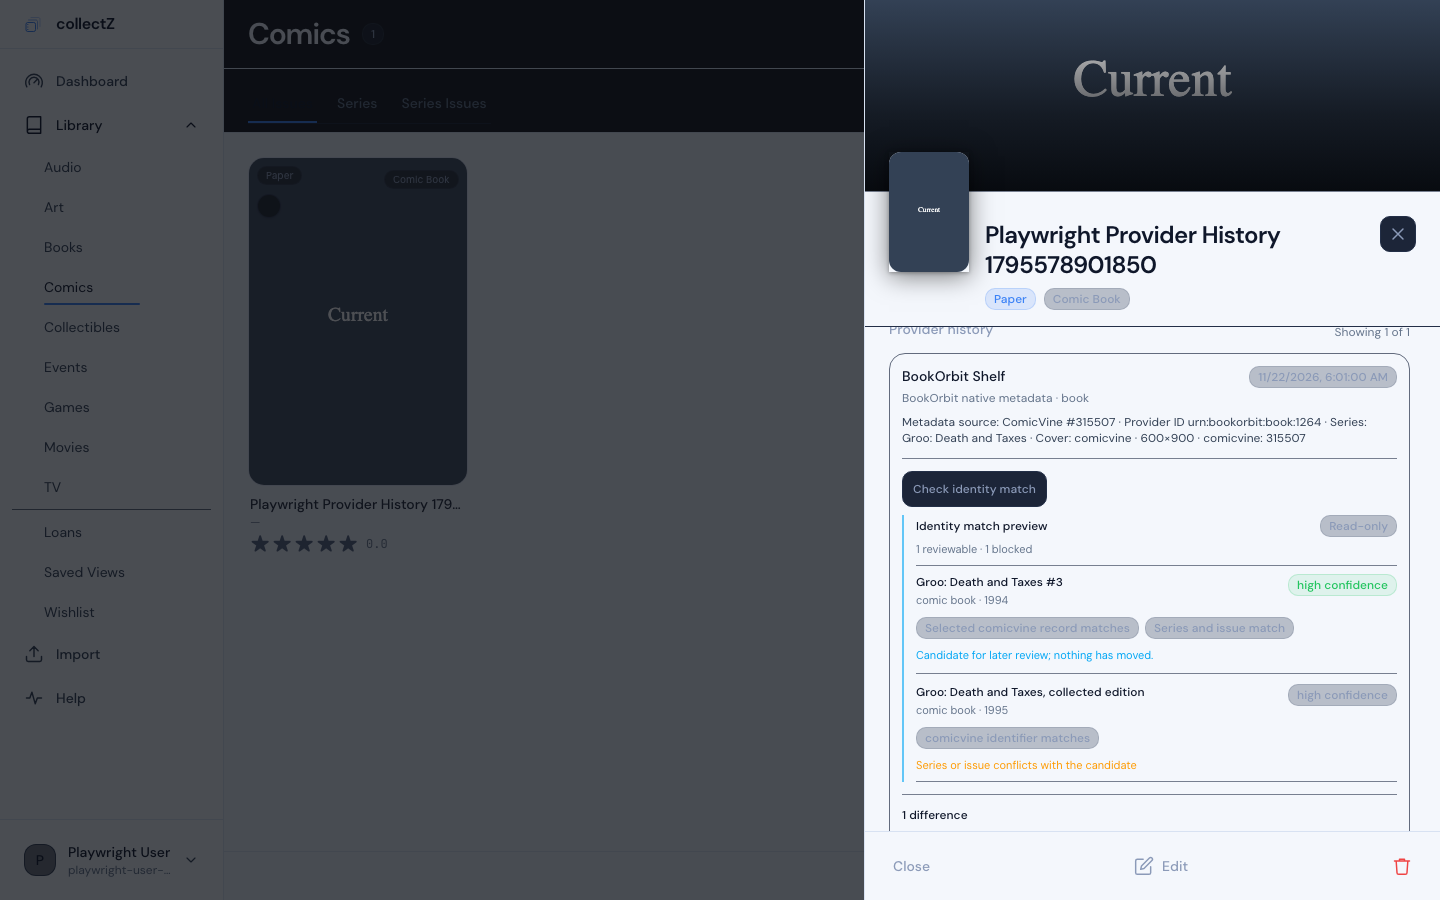 collectZ
Dashboard
Library
Audio
Art
Books
Comics
Collectibles
Events
Games
Movies
TV
Loans
Saved Views
Wishlist
Import
Help
P
Playwright User
playwright-user-...
Comics 1
Series Series Issues
Paper Comic Book
Current
Playwright Provider History 179...
—
0.0
Current
Current
Playwright Provider History
1795578901850
Paper Comic Book
Provider history Showing 1 of 1
BookOrbit Shelf 11/22/2026, 6:01:00 AM
BookOrbit native metadata · book
Metadata source: ComicVine #315507 · Provider ID urn:bookorbit:book:1264 · Series:
Groo: Death and Taxes · Cover: comicvine · 600×900 · comicvine: 315507
Check identity match
Identity match preview Read-only
1 reviewable · 1 blocked
Groo: Death and Taxes #3 high confidence
comic book · 1994
Selected comicvine record matches Series and issue match
Candidate for later review; nothing has moved.
Groo: Death and Taxes, collected edition high confidence
comic book · 1995
comicvine identifier matches
Series or issue conflicts with the candidate
1 difference
Close Edit